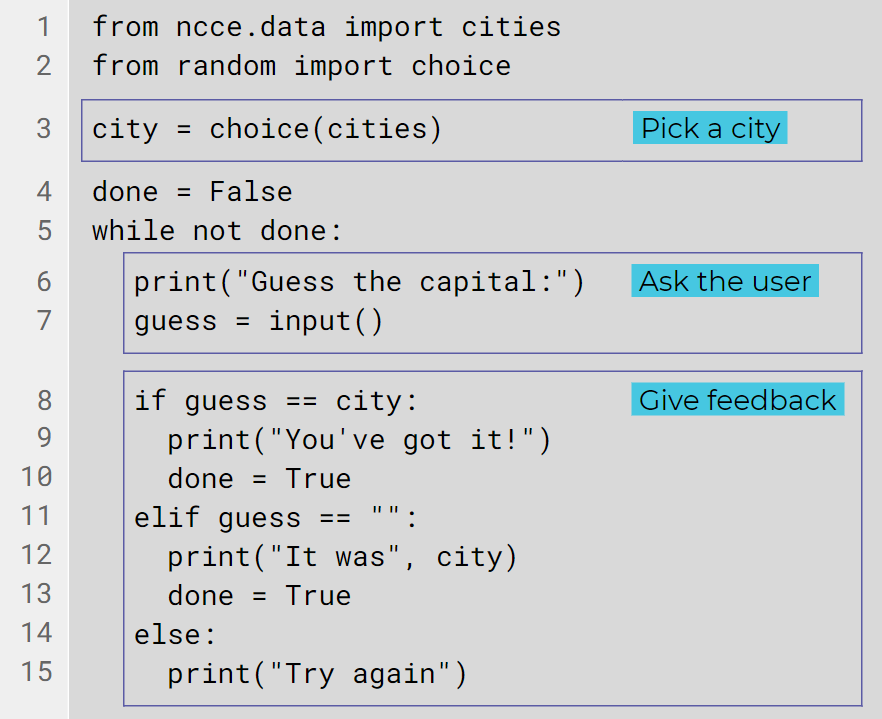 1 from ncce.data import cities
2 from random import choice
3 city = choice(cities) Pick a city
4 done = False
5 while not done:
6 print("Guess the capital:") Ask the user
7 guess = input()
8 if guess == city: Give feedback
9 print("You've got it!")
10 done = True
11 elif guess == "":
12 print("It was", city)
13 done = True
14 else:
15 print("Try again")